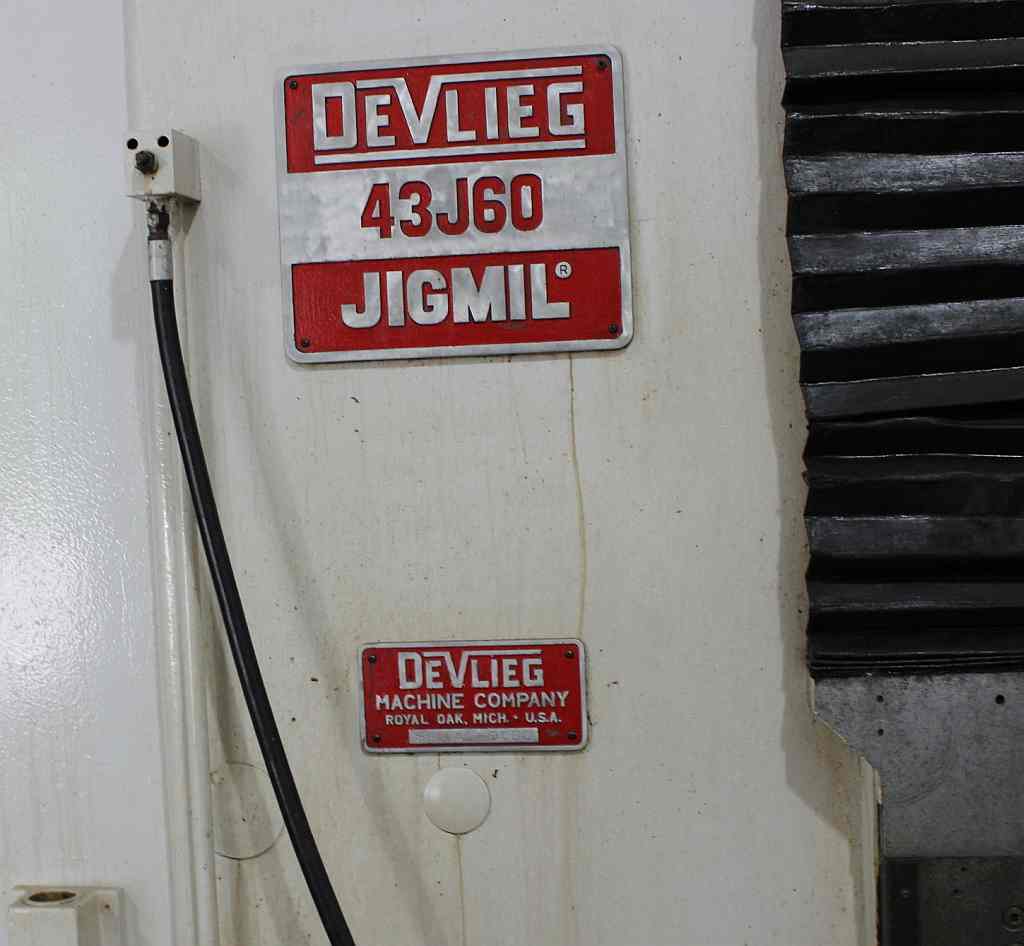 DEVLIEG
43J60
JIGMIL®
DEVLIEG
MACHINE COMPANY
ROYAL OAK, MICH. • U.S.A.